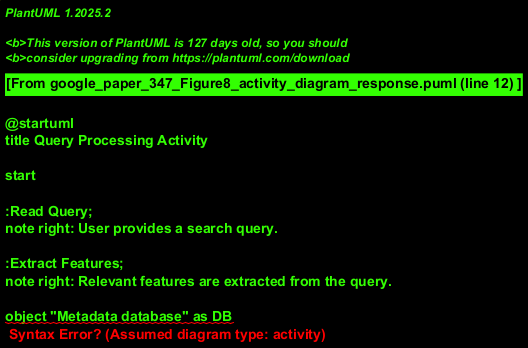 PlantUML 1.2025.2
<b>This version of PlantUML is 127 days old, so you should
<b>consider upgrading from https://plantuml.com/download
[From google_paper_347_Figure8_activity_diagram_response.puml (line 12) ]
@startuml
title Query Processing Activity
start
:Read Query;
note right: User provides a search query.
:Extract Features;
note right: Relevant features are extracted from the query.
object "Metadata database" as DB
Syntax Error? (Assumed diagram type: activity)